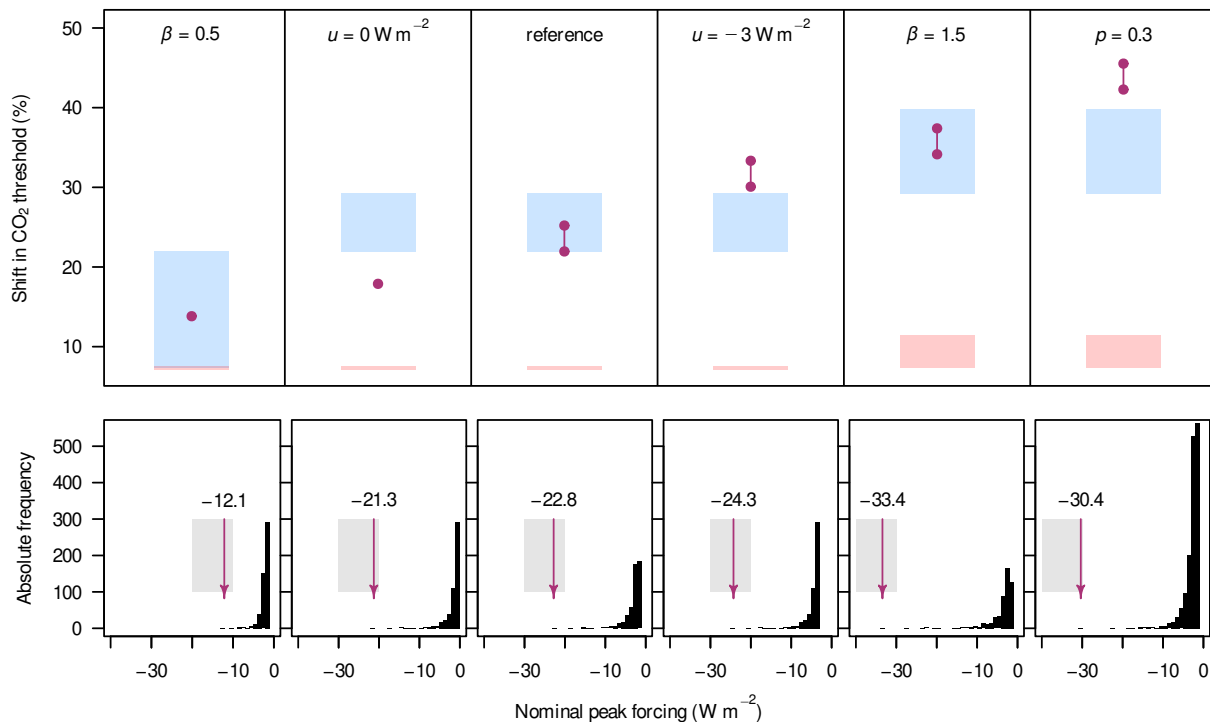 β = 0.5 u = 0 W m⁻² reference u = −3 W m⁻² β = 1.5 p = 0.3
Shift in CO₂ threshold (%)
50
40
30
20
10
Absolute frequency
500
400
300
200
100
0
−12.1 −21.3 −22.8 −24.3 −33.4 −30.4
−30 −10 0 −30 −10 0 −30 −10 0 −30 −10 0 −30 −10 0 −30 −10 0
Nominal peak forcing (W m⁻²)